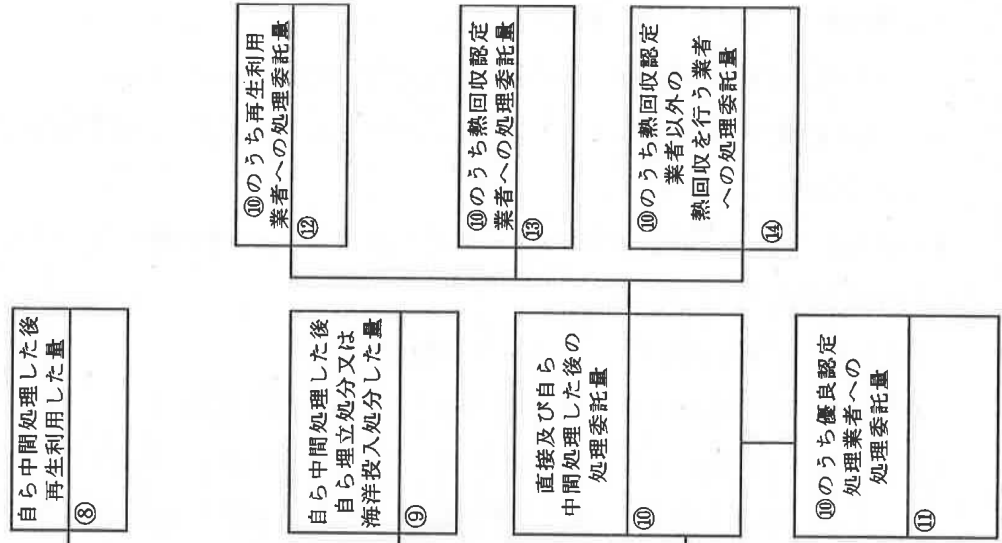 自ら中間処理した後
再生利用した量
⑧
自ら中間処理した後
自ら埋立処分又は
海洋投入処分した量
⑨
直接及び自ら
中間処理した後の
処理委託量
⑩
⑩のうち優良認定
処理業者への
処理委託量
⑪
⑩のうち再生利用
業者への処理委託量
⑫
⑩のうち熱回収認定
業者への処理委託量
⑬
⑩のうち熱回収認定
業者以外の
熱回収を行う業者
への処理委託量
⑭